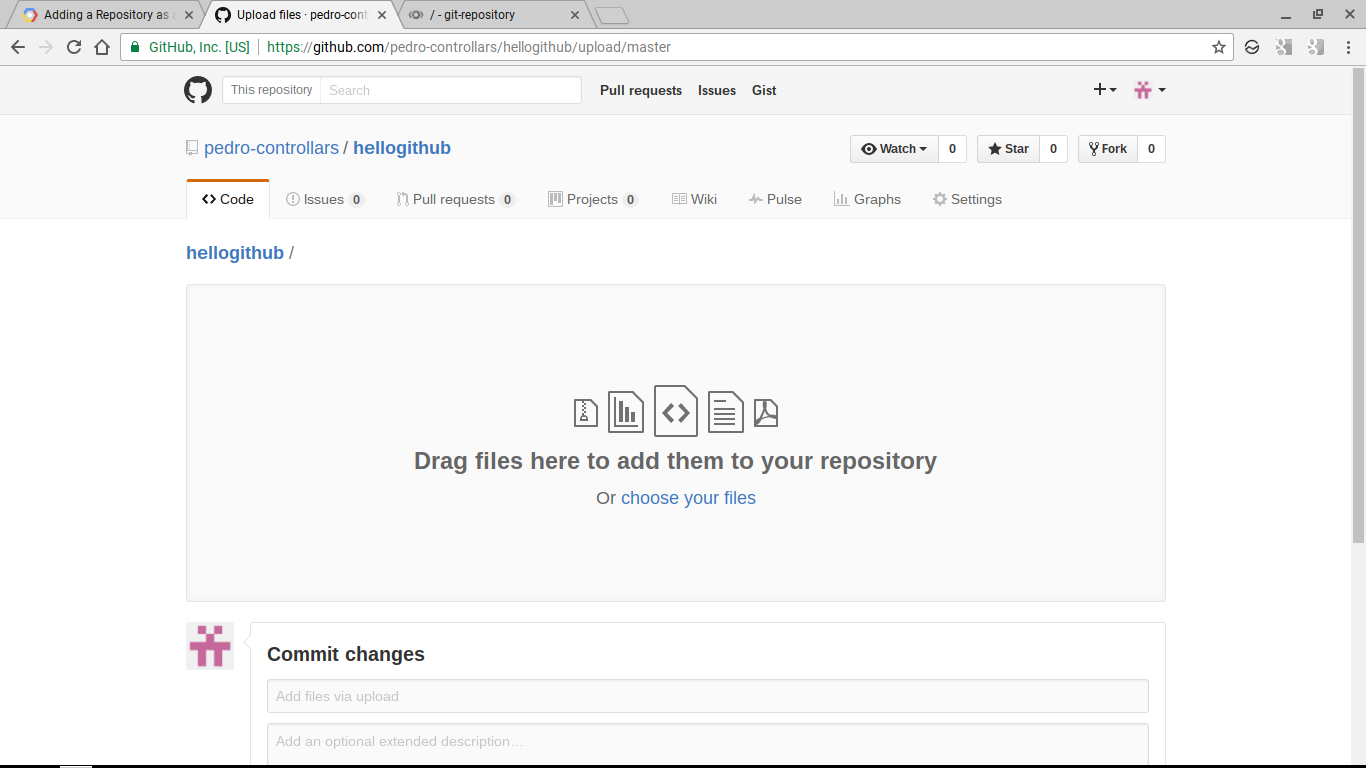 Adding a Repository as
Upload files · pedro-cont
/ - git-repository
GitHub, Inc. [US]
https://github.com/pedro-controllars/hellogithub/upload/master
This repository
Search
Pull requests
Issues
Gist
pedro-controllars / hellogithub
Watch
0
Star
0
Fork
0
Code
Issues 0
Pull requests 0
Projects 0
Wiki
Pulse
Graphs
Settings
hellogithub /
Drag files here to add them to your repository
Or choose your files
Commit changes
Add files via upload
Add an optional extended description…